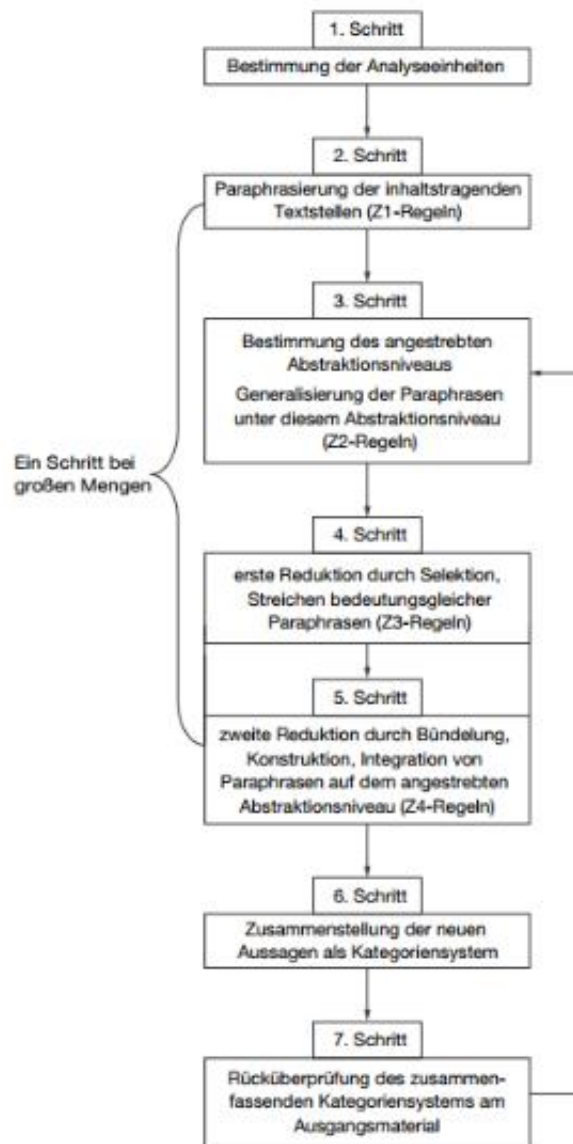 1. Schritt
Bestimmung der Analyseeinheiten
2. Schritt
Paraphrasierung der inhaltstragenden
Textstellen (Z1-Regeln)
3. Schritt
Bestimmung des angestrebten
Abstraktionsniveaus
Generalisierung der Paraphrasen
unter diesem Abstraktionsniveau
(Z2-Regeln)
Ein Schritt bei
großen Mengen
4. Schritt
erste Reduktion durch Selektion,
Streichen bedeutungsgleicher
Paraphrasen (Z3-Regeln)
5. Schritt
zweite Reduktion durch Bündelung,
Konstruktion, Integration von
Paraphrasen auf dem angestrebten
Abstraktionsniveau (Z4-Regeln)
6. Schritt
Zusammenstellung der neuen
Aussagen als Kategoriensystem
7. Schritt
Rücküberprüfung des zusammen-
fassenden Kategoriensystems am
Ausgangsmaterial